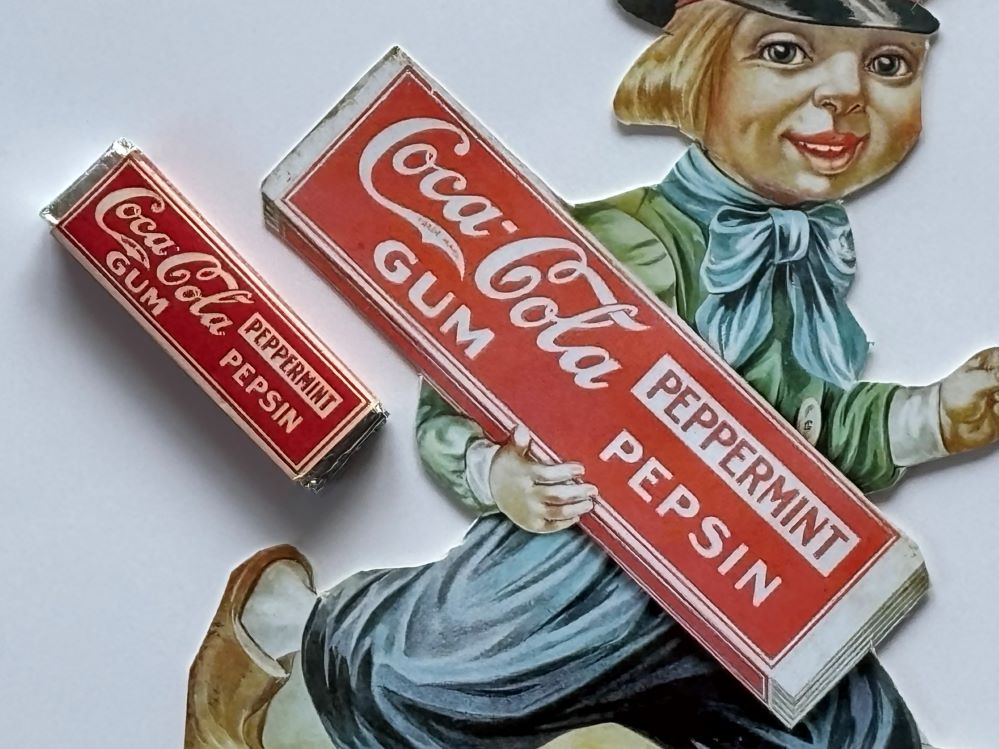 Coca-Cola
GUM
PEPPERMINT
PEPSIN
Coca-Cola
GUM
PEPPERMINT
PEPSIN